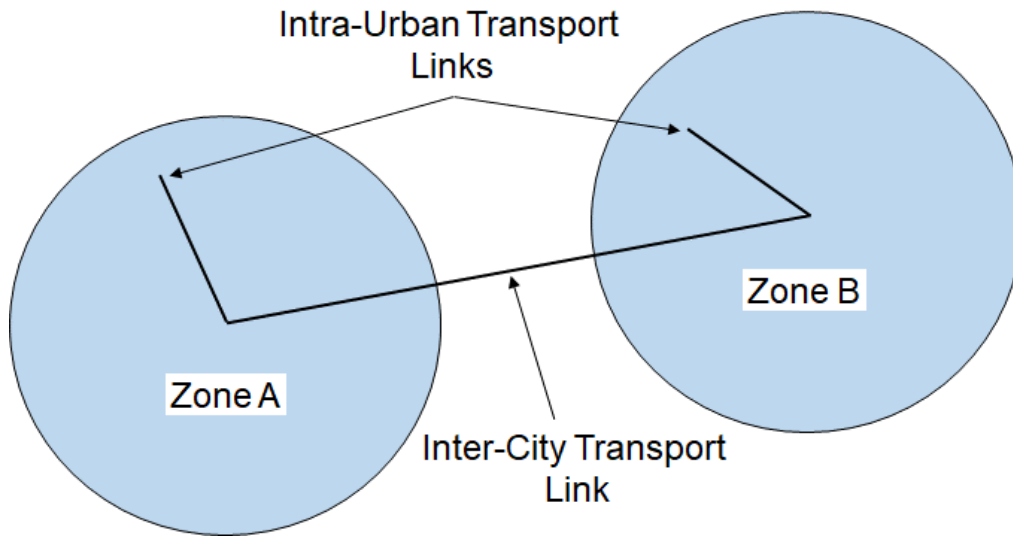 Intra-Urban Transport
Links
Zone B
Zone A
Inter-City Transport
Link